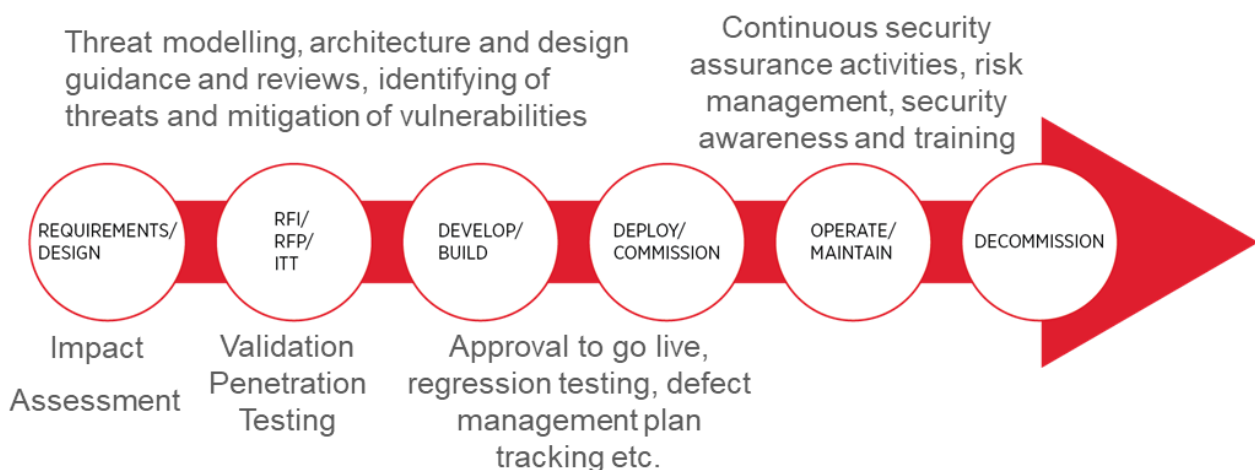 Threat modelling, architecture and design
guidance and reviews, identifying of
threats and mitigation of vulnerabilities
Continuous security
assurance activities, risk
management, security
awareness and training
REQUIREMENTS/
DESIGN
RFI/
RFP/
ITT
DEVELOP/
BUILD
DEPLOY/
COMMISSION
OPERATE/
MAINTAIN
DECOMMISSION
Impact
Assessment
Validation
Penetration
Testing
Approval to go live,
regression testing, defect
management plan
tracking etc.